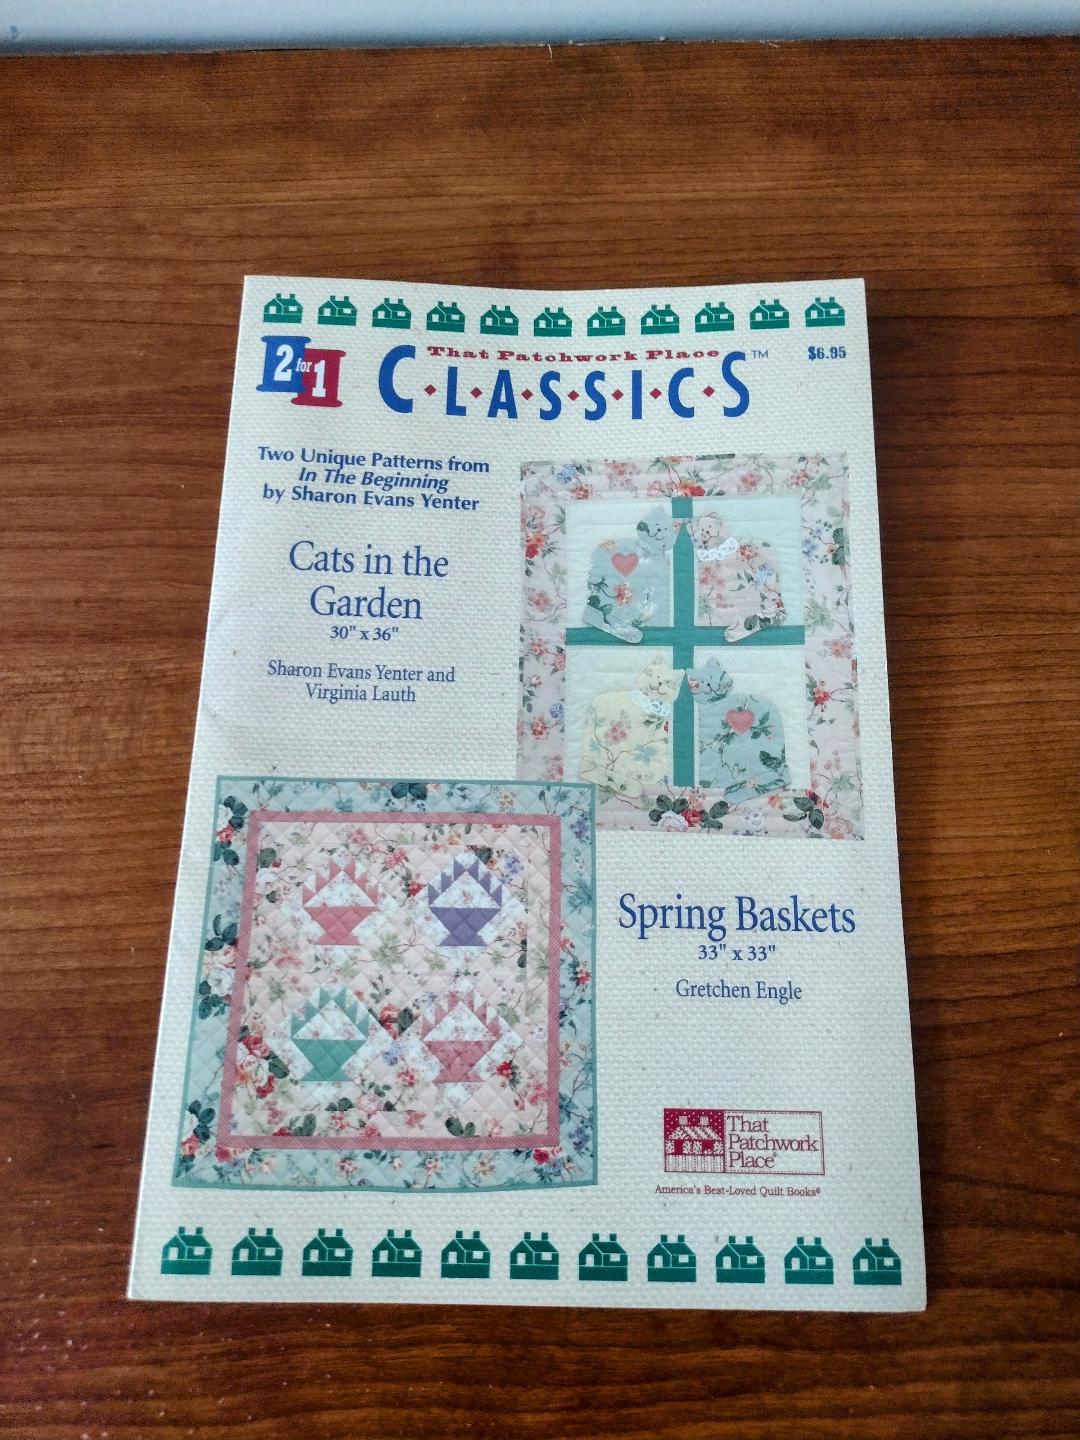 2 for 1
That Patchwork Place
C·L·A·S·S·I·C·S™
$6.95
Two Unique Patterns from
In The Beginning
by Sharon Evans Yenter
Cats in the
Garden
30" x 36"
Sharon Evans Yenter and
Virginia Lauth
Spring Baskets
33" x 33"
Gretchen Engle
That
Patchwork
Place®
America's Best-Loved Quilt Books®